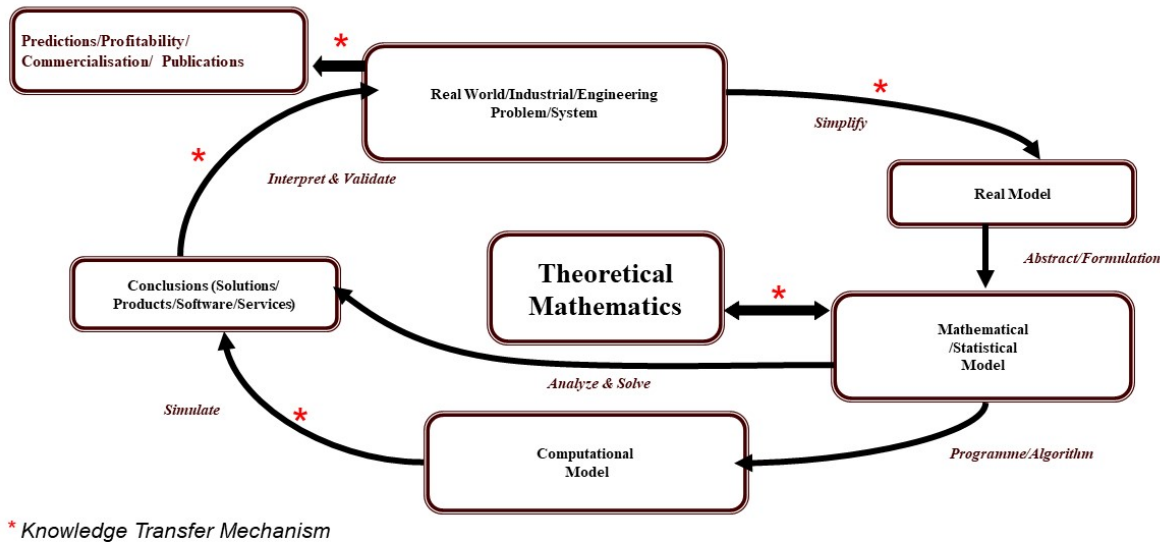 Predictions/Profitability/
Commercialisation/ Publications
*
Real World/Industrial/Engineering
Problem/System
*
Simplify
*
Interpret & Validate
Real Model
Abstract/Formulation
Theoretical
Mathematics
*
Conclusions (Solutions/
Products/Software/Services)
Mathematical
/Statistical
Model
Analyze & Solve
Simulate
*
Computational
Model
Programme/Algorithm
* Knowledge Transfer Mechanism